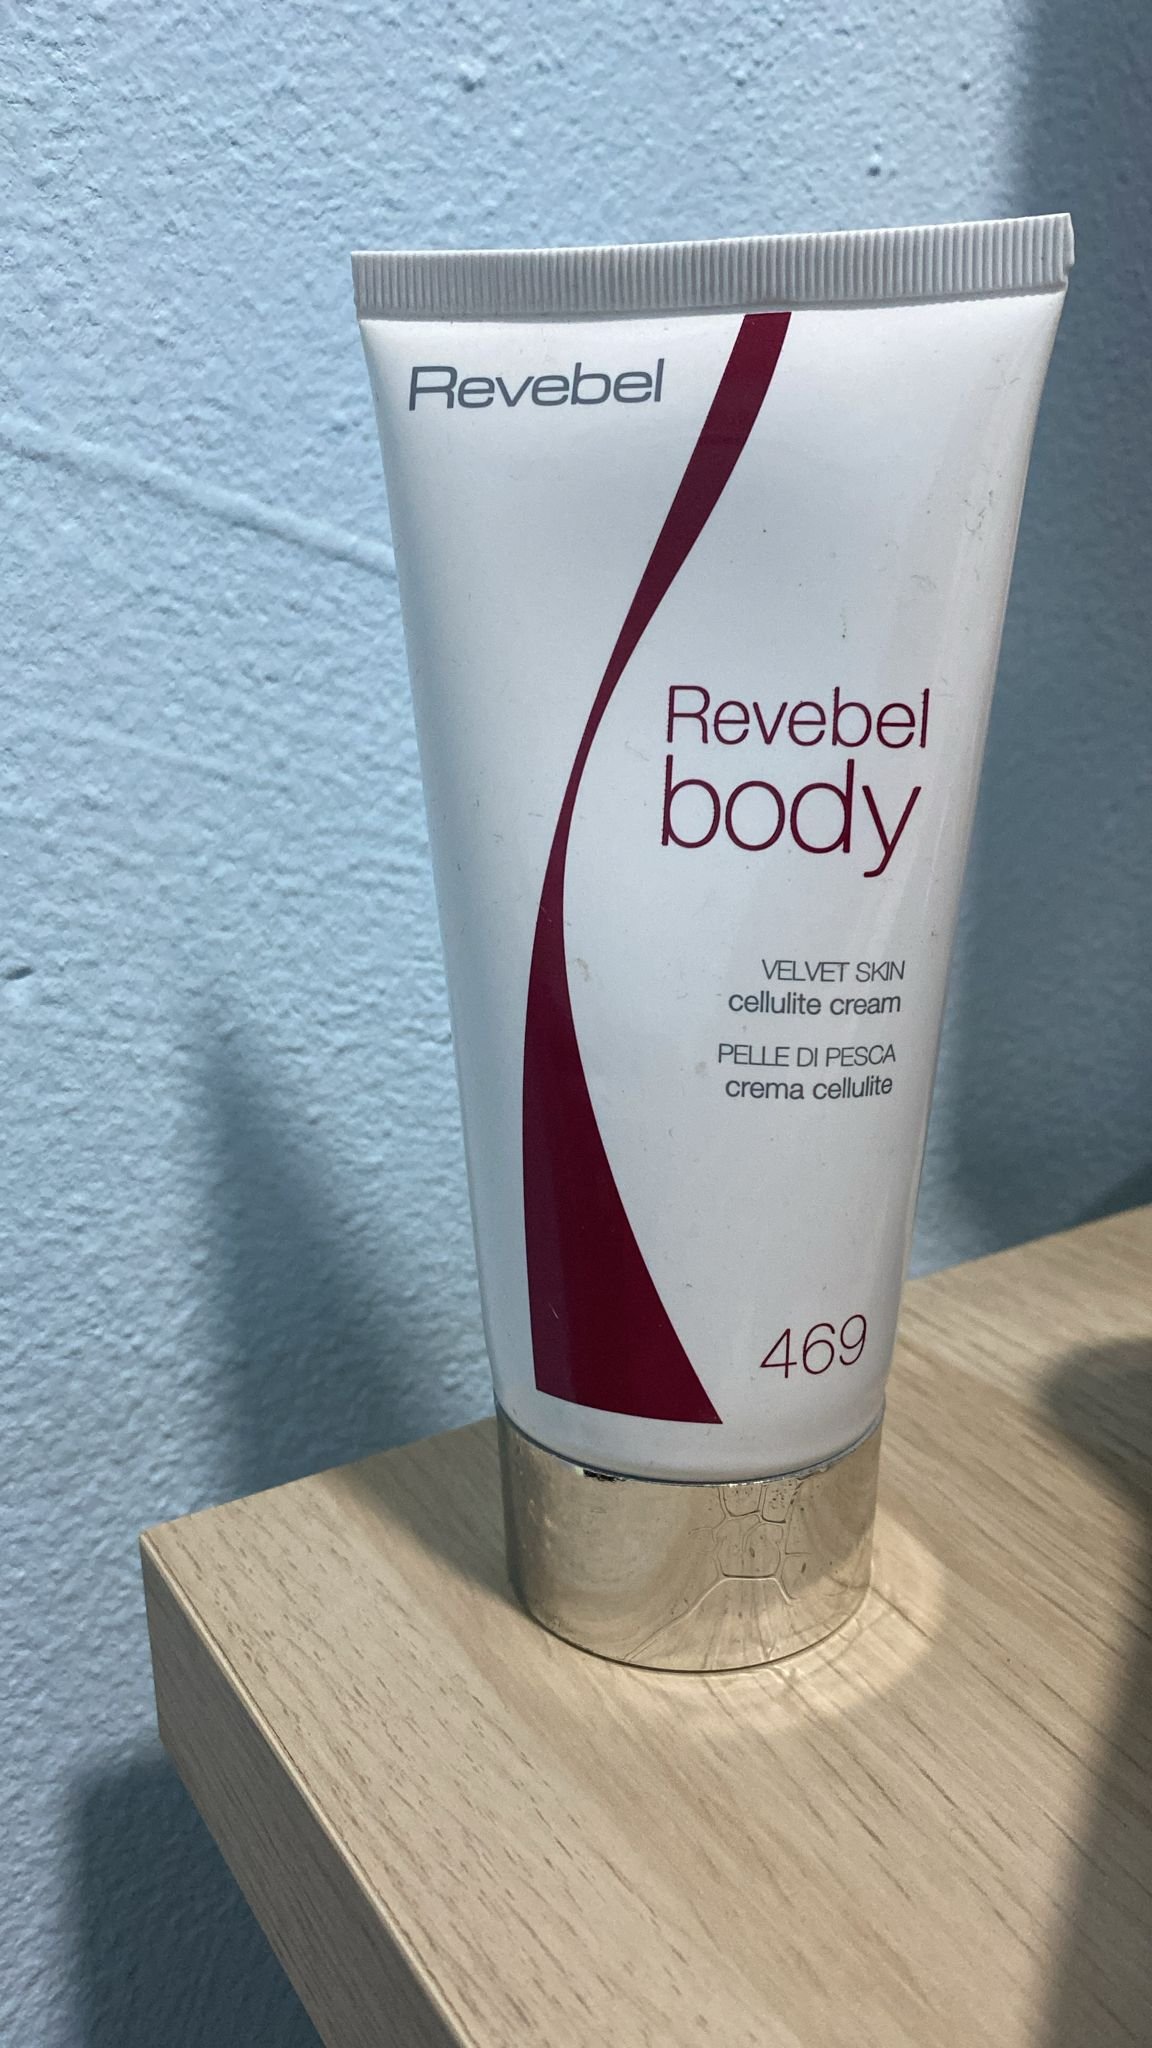 Revebel
Revebel
body
VELVET SKIN
cellulite cream
PELLE DI PESCA
crema cellulite
469